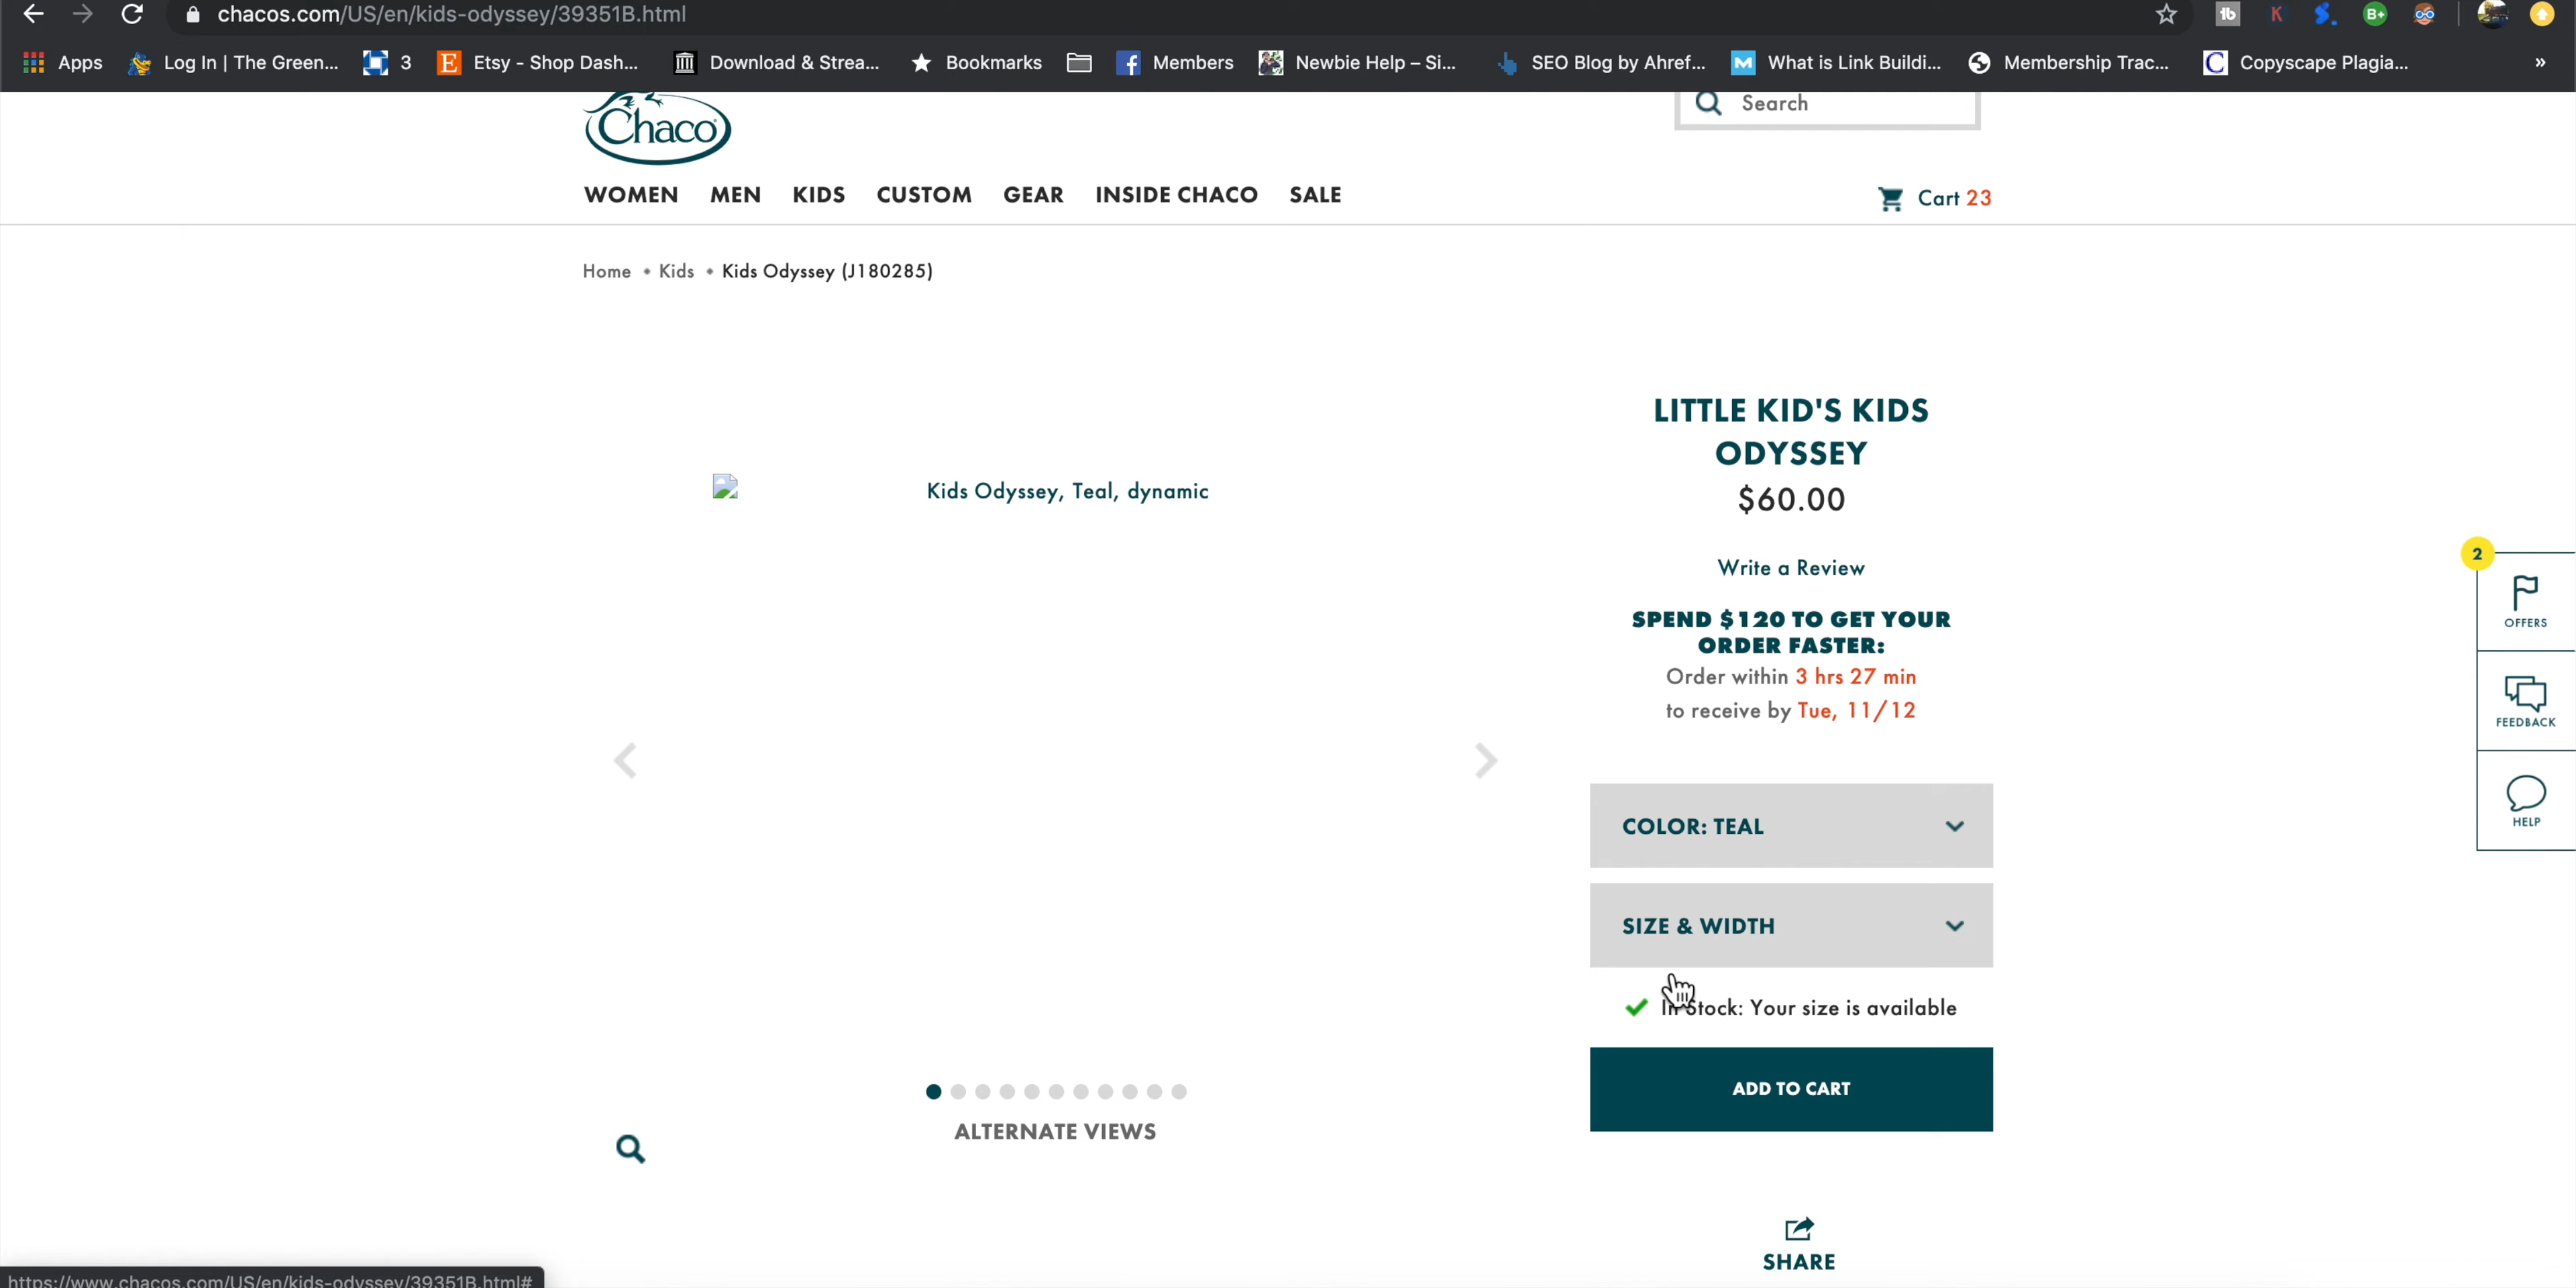 chacos.com/US/en/kids-odyssey/39351B.html
Apps
Log In | The Green...
3
Etsy - Shop Dash...
Download & Strea...
Bookmarks
Members
Newbie Help – Si...
SEO Blog by Ahref...
What is Link Buildi...
Membership Trac...
Copyscape Plagia...
»
Chaco
Search
WOMEN MEN KIDS CUSTOM GEAR INSIDE CHACO SALE
Cart 23
Home • Kids • Kids Odyssey (J180285)
Kids Odyssey, Teal, dynamic
LITTLE KID'S KIDS
ODYSSEY
$60.00
Write a Review
SPEND $120 TO GET YOUR
ORDER FASTER:
Order within 3 hrs 27 min
to receive by Tue, 11/12
COLOR: TEAL
SIZE & WIDTH
In Stock: Your size is available
ADD TO CART
SHARE
ALTERNATE VIEWS
2
OFFERS
FEEDBACK
HELP
https://www.chacos.com/US/en/kids-odyssey/39351B.html#